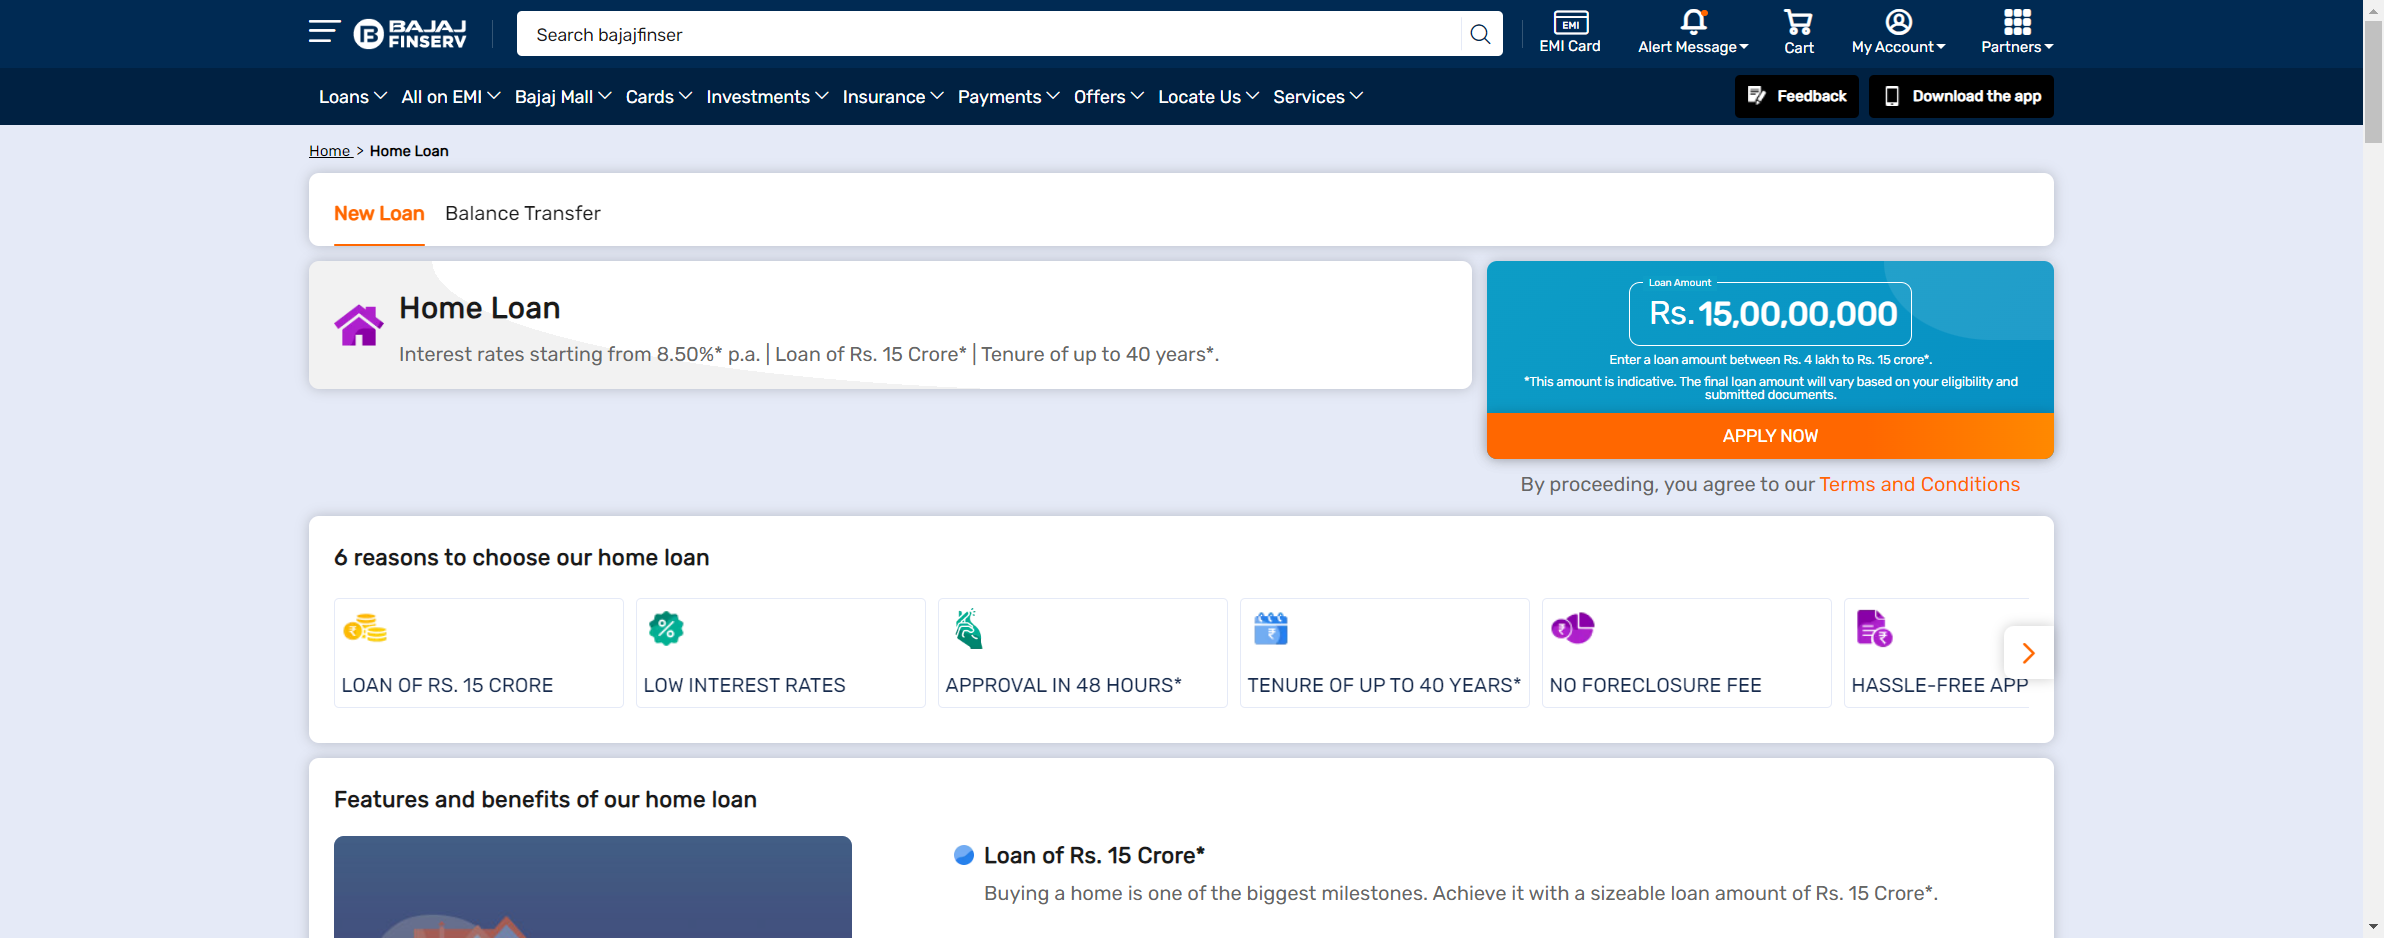 BAJAJ
FINSERV
Search bajajfinser
EMI
EMI Card
Alert Message
Cart
My Account
Partners
Loans
All on EMI
Bajaj Mall
Cards
Investments
Insurance
Payments
Offers
Locate Us
Services
Feedback
Download the app
Home > Home Loan
New Loan
Balance Transfer
Home Loan
Interest rates starting from 8.50%* p.a. | Loan of Rs. 15 Crore* | Tenure of up to 40 years*.
Loan Amount
Rs. 15,00,00,000
Enter a loan amount between Rs. 4 lakh to Rs. 15 crore*.
*This amount is indicative. The final loan amount will vary based on your eligibility and
submitted documents.
APPLY NOW
By proceeding, you agree to our Terms and Conditions
6 reasons to choose our home loan
LOAN OF RS. 15 CRORE
LOW INTEREST RATES
APPROVAL IN 48 HOURS*
TENURE OF UP TO 40 YEARS*
NO FORECLOSURE FEE
HASSLE-FREE APP
Features and benefits of our home loan
Loan of Rs. 15 Crore*
Buying a home is one of the biggest milestones. Achieve it with a sizeable loan amount of Rs. 15 Crore*.